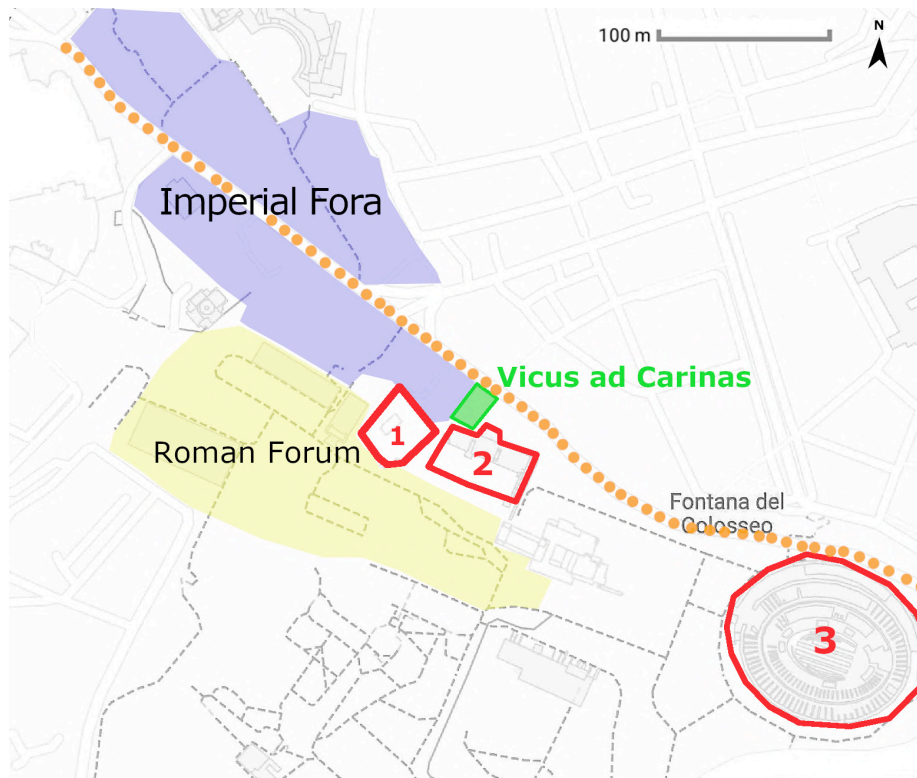 N
100 m
Imperial Fora
Vicus ad Carinas
Roman Forum
1
2
Fontana del
Colosseo
3